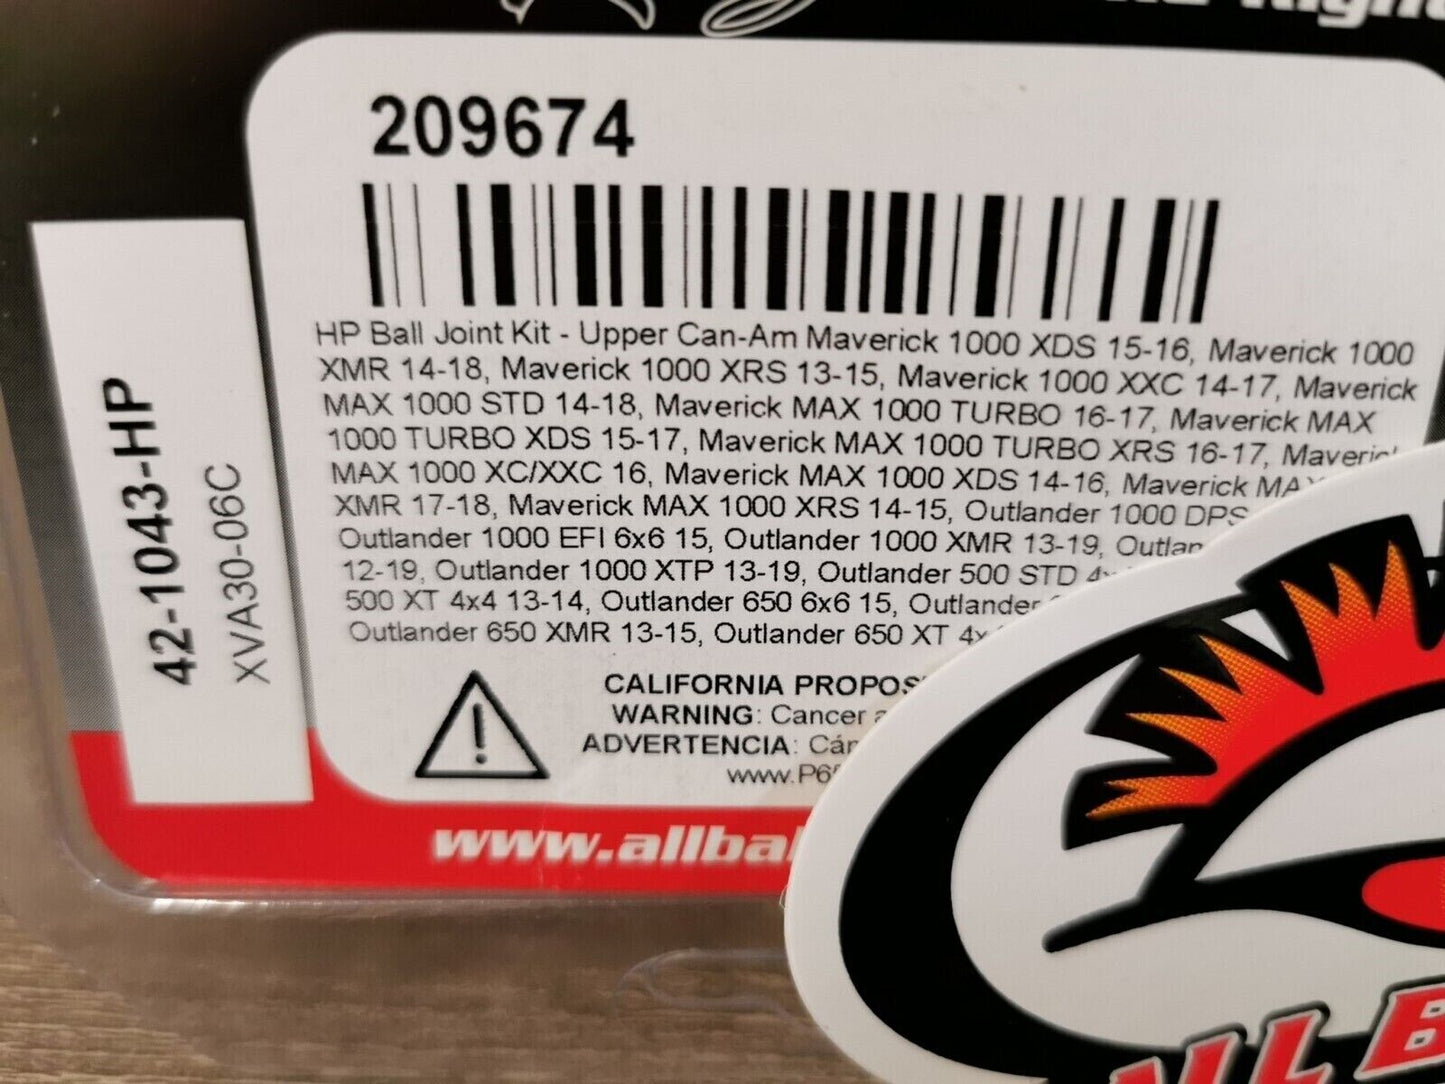 209674
HP Ball Joint Kit - Upper Can-Am Maverick 1000 XDS 15-16, Maverick 1000
XMR 14-18, Maverick 1000 XRS 13-15, Maverick 1000 XXC 14-17, Maverick
MAX 1000 STD 14-18, Maverick MAX 1000 TURBO 16-17, Maverick MAX
1000 TURBO XDS 15-17, Maverick MAX 1000 TURBO XRS 16-17,
MAX 1000 XC/XXC 16, Maverick MAX 1000 XDS 14-16, Maverick
XMR 17-18, Maverick MAX 1000 XRS 14-15, Outlander 1000 DPS
Outlander 1000 EFI 6x6 15, Outlander 1000 XMR 13-19,
12-19, Outlander 1000 XTP 13-19, Outlander 500 STD
500 XT 4x4 13-14, Outlander 650 6x6 15,
Outlander 650 XMR 13-15, Outlander 650 XT
CALIFORNIA
WARNING: Cancer
ADVERTENCIA:
42-1043-HP
XVA30-06C
ALL